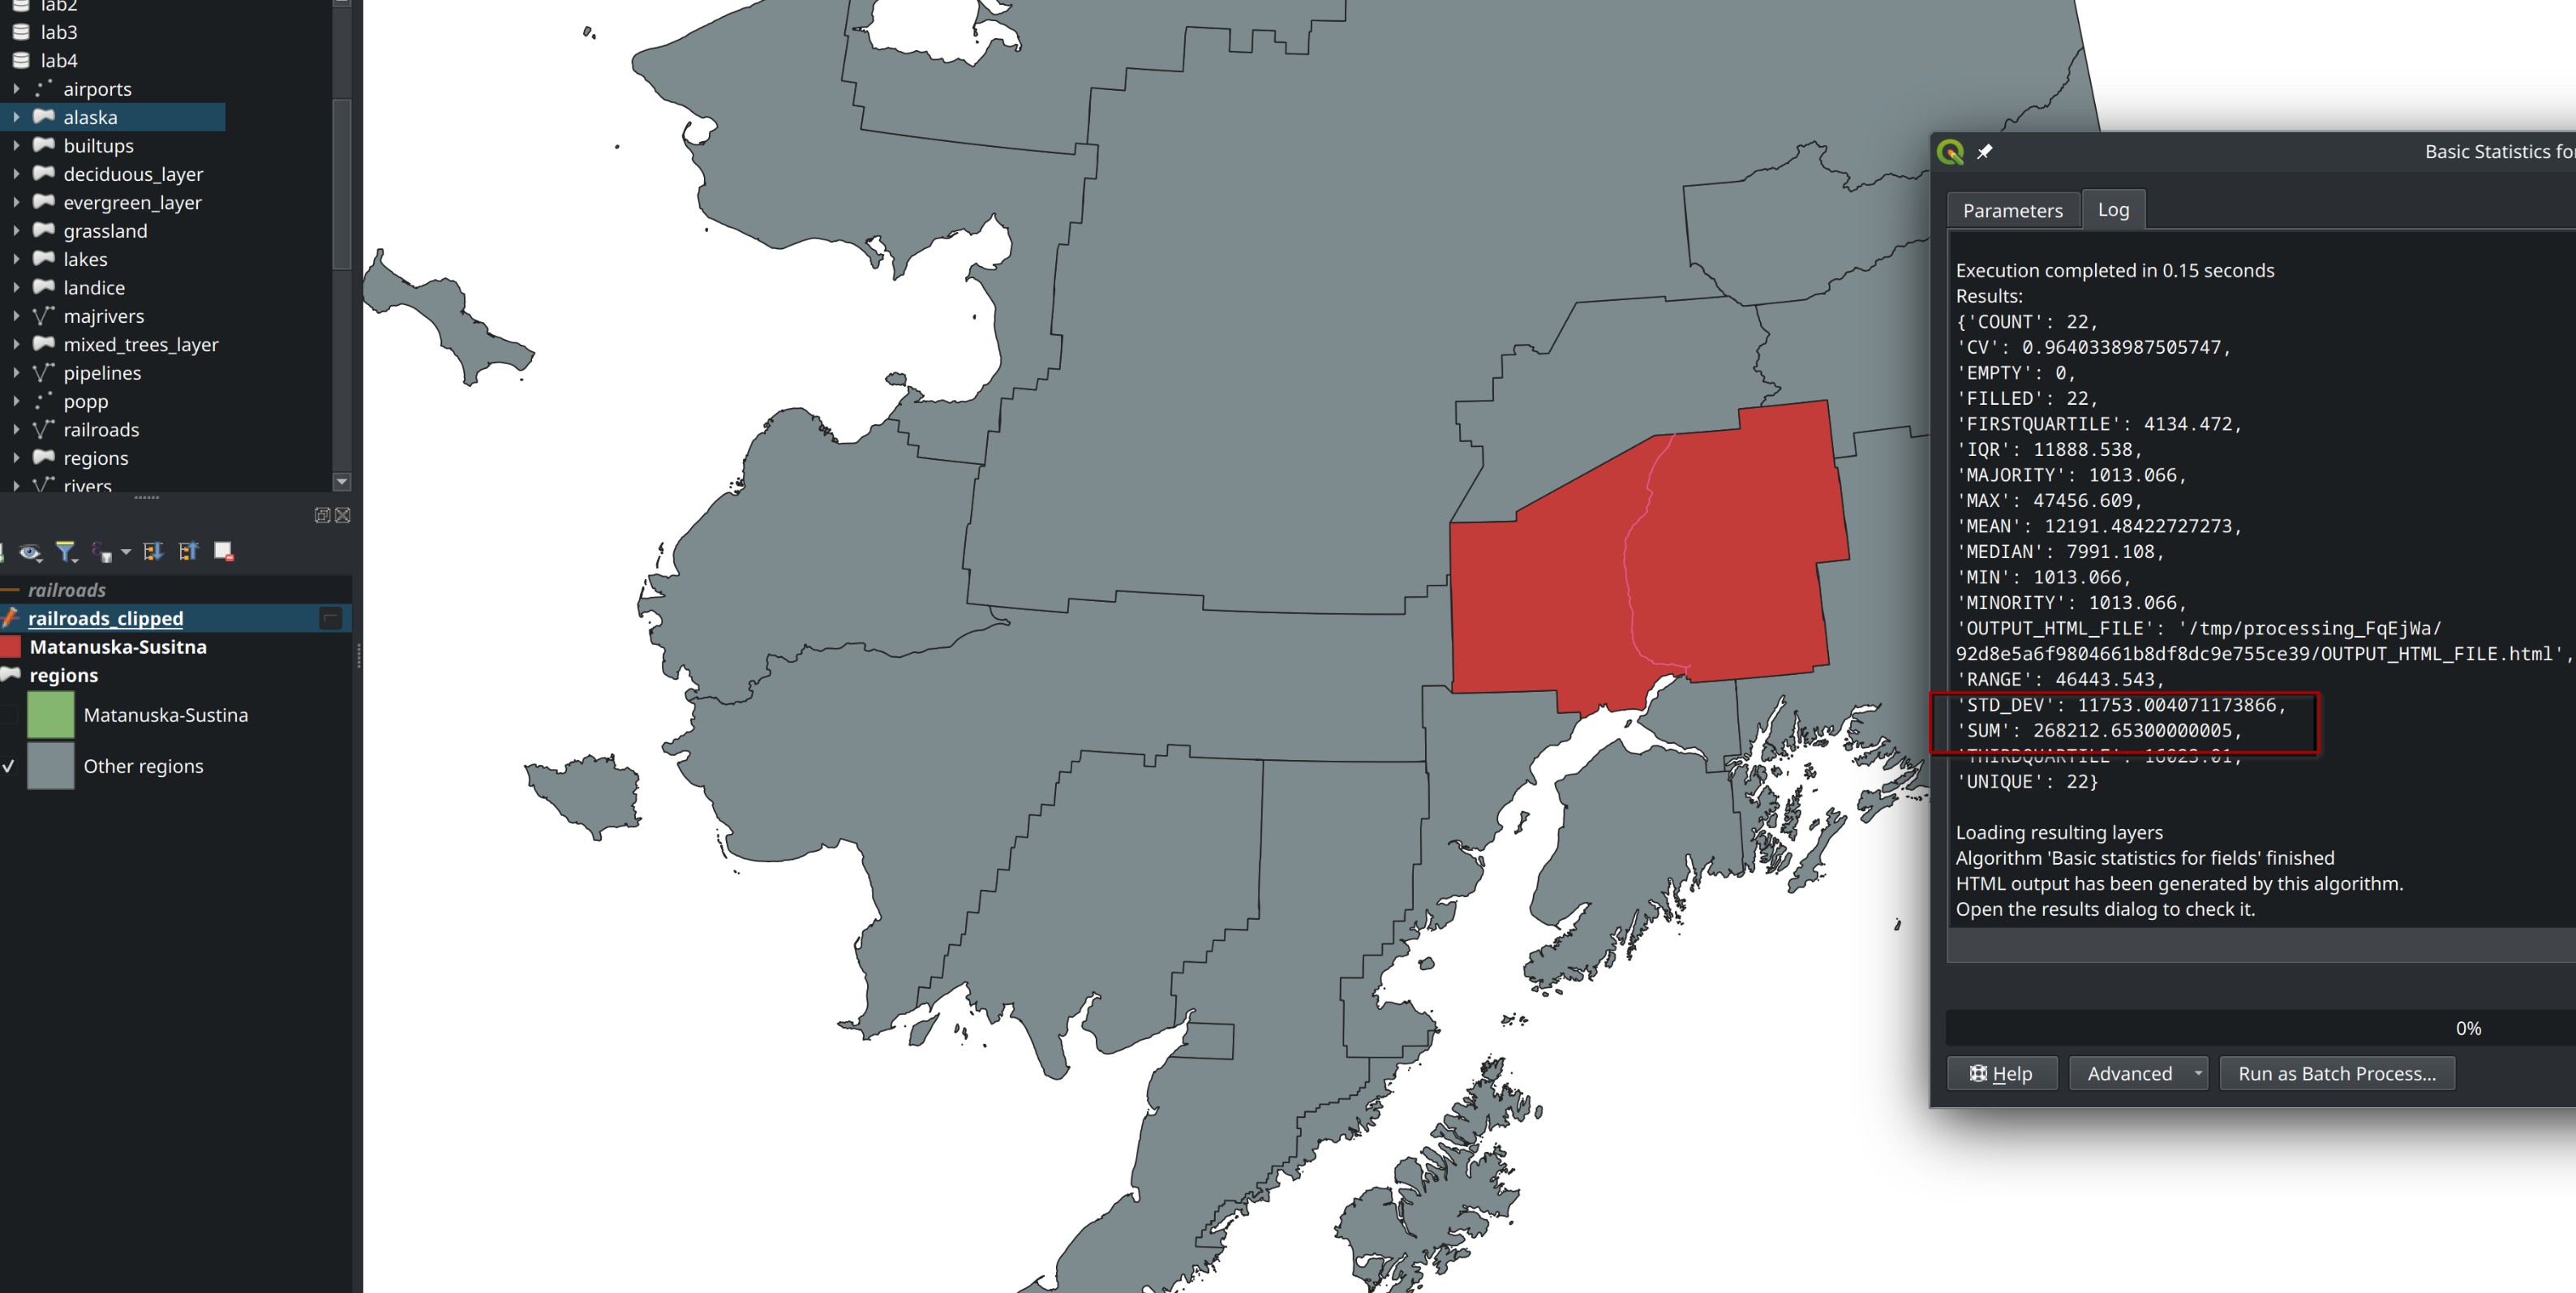 lab2
lab3
lab4
airports
alaska
builtups
deciduous_layer
evergreen_layer
grassland
lakes
landice
majrivers
mixed_trees_layer
pipelines
popp
railroads
regions
rivers
railroads
railroads_clipped
Matanuska-Susitna
regions
Matanuska-Sustina
Other regions
Basic Statistics for
Parameters
Log
Execution completed in 0.15 seconds
Results:
{'COUNT': 22,
'CV': 0.9640338987505747,
'EMPTY': 0,
'FILLED': 22,
'FIRSTQUARTILE': 4134.472,
'IQR': 11888.538,
'MAJORITY': 1013.066,
'MAX': 47456.609,
'MEAN': 12191.48422727273,
'MEDIAN': 7991.108,
'MIN': 1013.066,
'MINORITY': 1013.066,
'OUTPUT_HTML_FILE': '/tmp/processing_FqEjWa/
92d8e5a6f9804661b8df8dc9e755ce39/OUTPUT_HTML_FILE.html',
'RANGE': 46443.543,
'STD_DEV': 11753.004071173866,
'SUM': 268212.65300000005,
'THIRDQUARTILE': 16023.01,
'UNIQUE': 22}
Loading resulting layers
Algorithm 'Basic statistics for fields' finished
HTML output has been generated by this algorithm.
Open the results dialog to check it.
0%
Help
Advanced
Run as Batch Process...